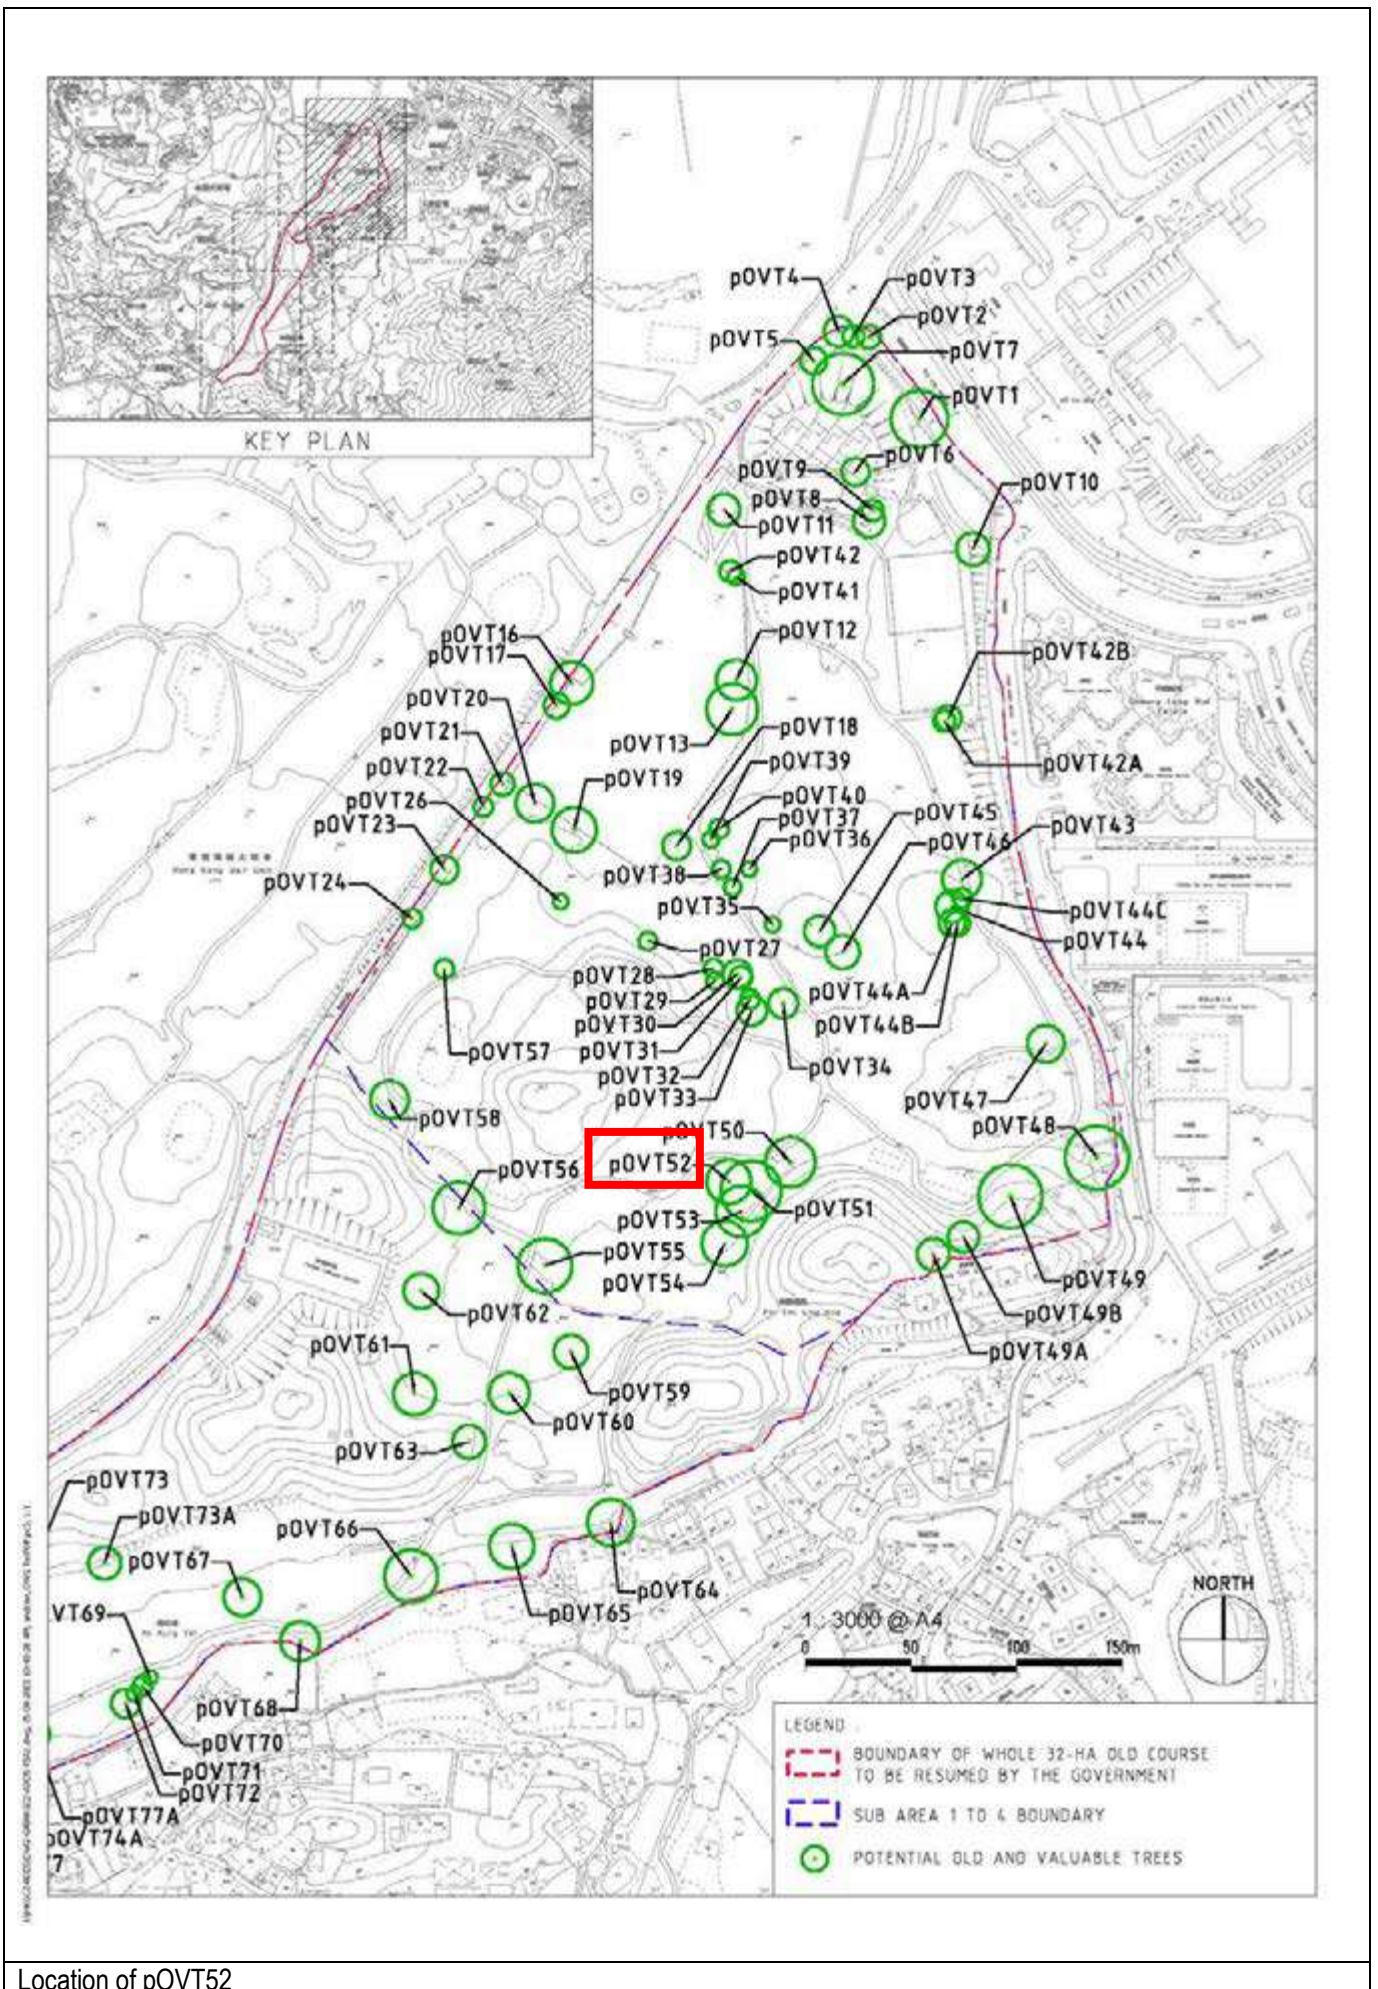 KEY PLAN
pOVT4
pOVT3
pOVT2
pOVT5
pOVT7
pOVT1
pOVT6
pOVT9
pOVT10
pOVT8
pOVT11
pOVT42
pOVT41
pOVT12
pOVT16
pOVT17
pOVT42B
pOVT20
pOVT18
pOVT21
pOVT13
pOVT39
pOVT42A
pOVT22
pOVT19
pOVT26
pOVT40
pOVT45
pOVT23
pOVT37
pOVT43
pOVT36
pOVT46
pOVT24
pOVT38
pOVT35
pOVT44C
pOVT44
pOVT27
pOVT28
pOVT29
pOVT44A
pOVT30
pOVT44B
pOVT57
pOVT31
pOVT34
pOVT32
pOVT33
pOVT47
pOVT58
pOVT50
pOVT48
pOVT56
pOVT52
pOVT53
pOVT51
pOVT55
pOVT54
pOVT49
pOVT62
pOVT49B
pOVT61
pOVT49A
pOVT59
pOVT60
pOVT63
pOVT73
pOVT73A
pOVT66
pOVT67
pOVT64
VT69
pOVT65
pOVT68
pOVT70
pOVT71
pOVT72
pOVT77A
pOVT74A
7
NORTH
1 : 3000 @ A4
0 50 100 150m
LEGEND
BOUNDARY OF WHOLE 32-HA OLD COURSE
TO BE RESUMED BY THE GOVERNMENT
SUB AREA 1 TO 4 BOUNDARY
POTENTIAL OLD AND VALUABLE TREES
Location of pOVT52